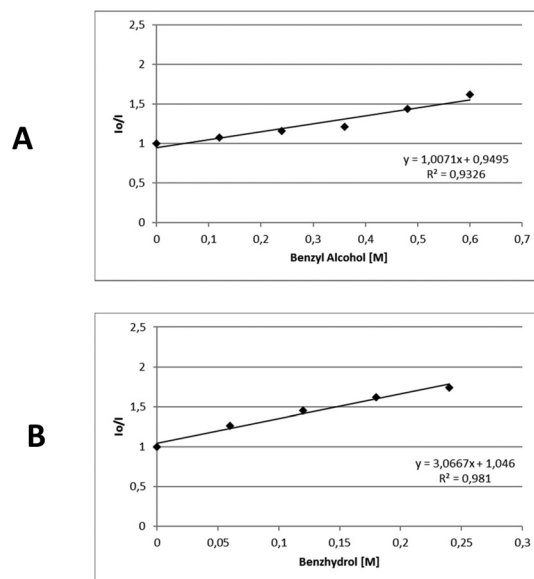 A
2,5
2
1,5
1
0,5
0
Io/I
0
0,1
0,2
0,3
0,4
0,5
0,6
0,7
y = 1,0071x + 0,9495
R² = 0,9326
Benzyl Alcohol [M]
B
2,5
2
1,5
1
0,5
0
Io/I
0
0,05
0,1
0,15
0,2
0,25
0,3
y = 3,0667x + 1,046
R² = 0,981
Benzhydrol [M]